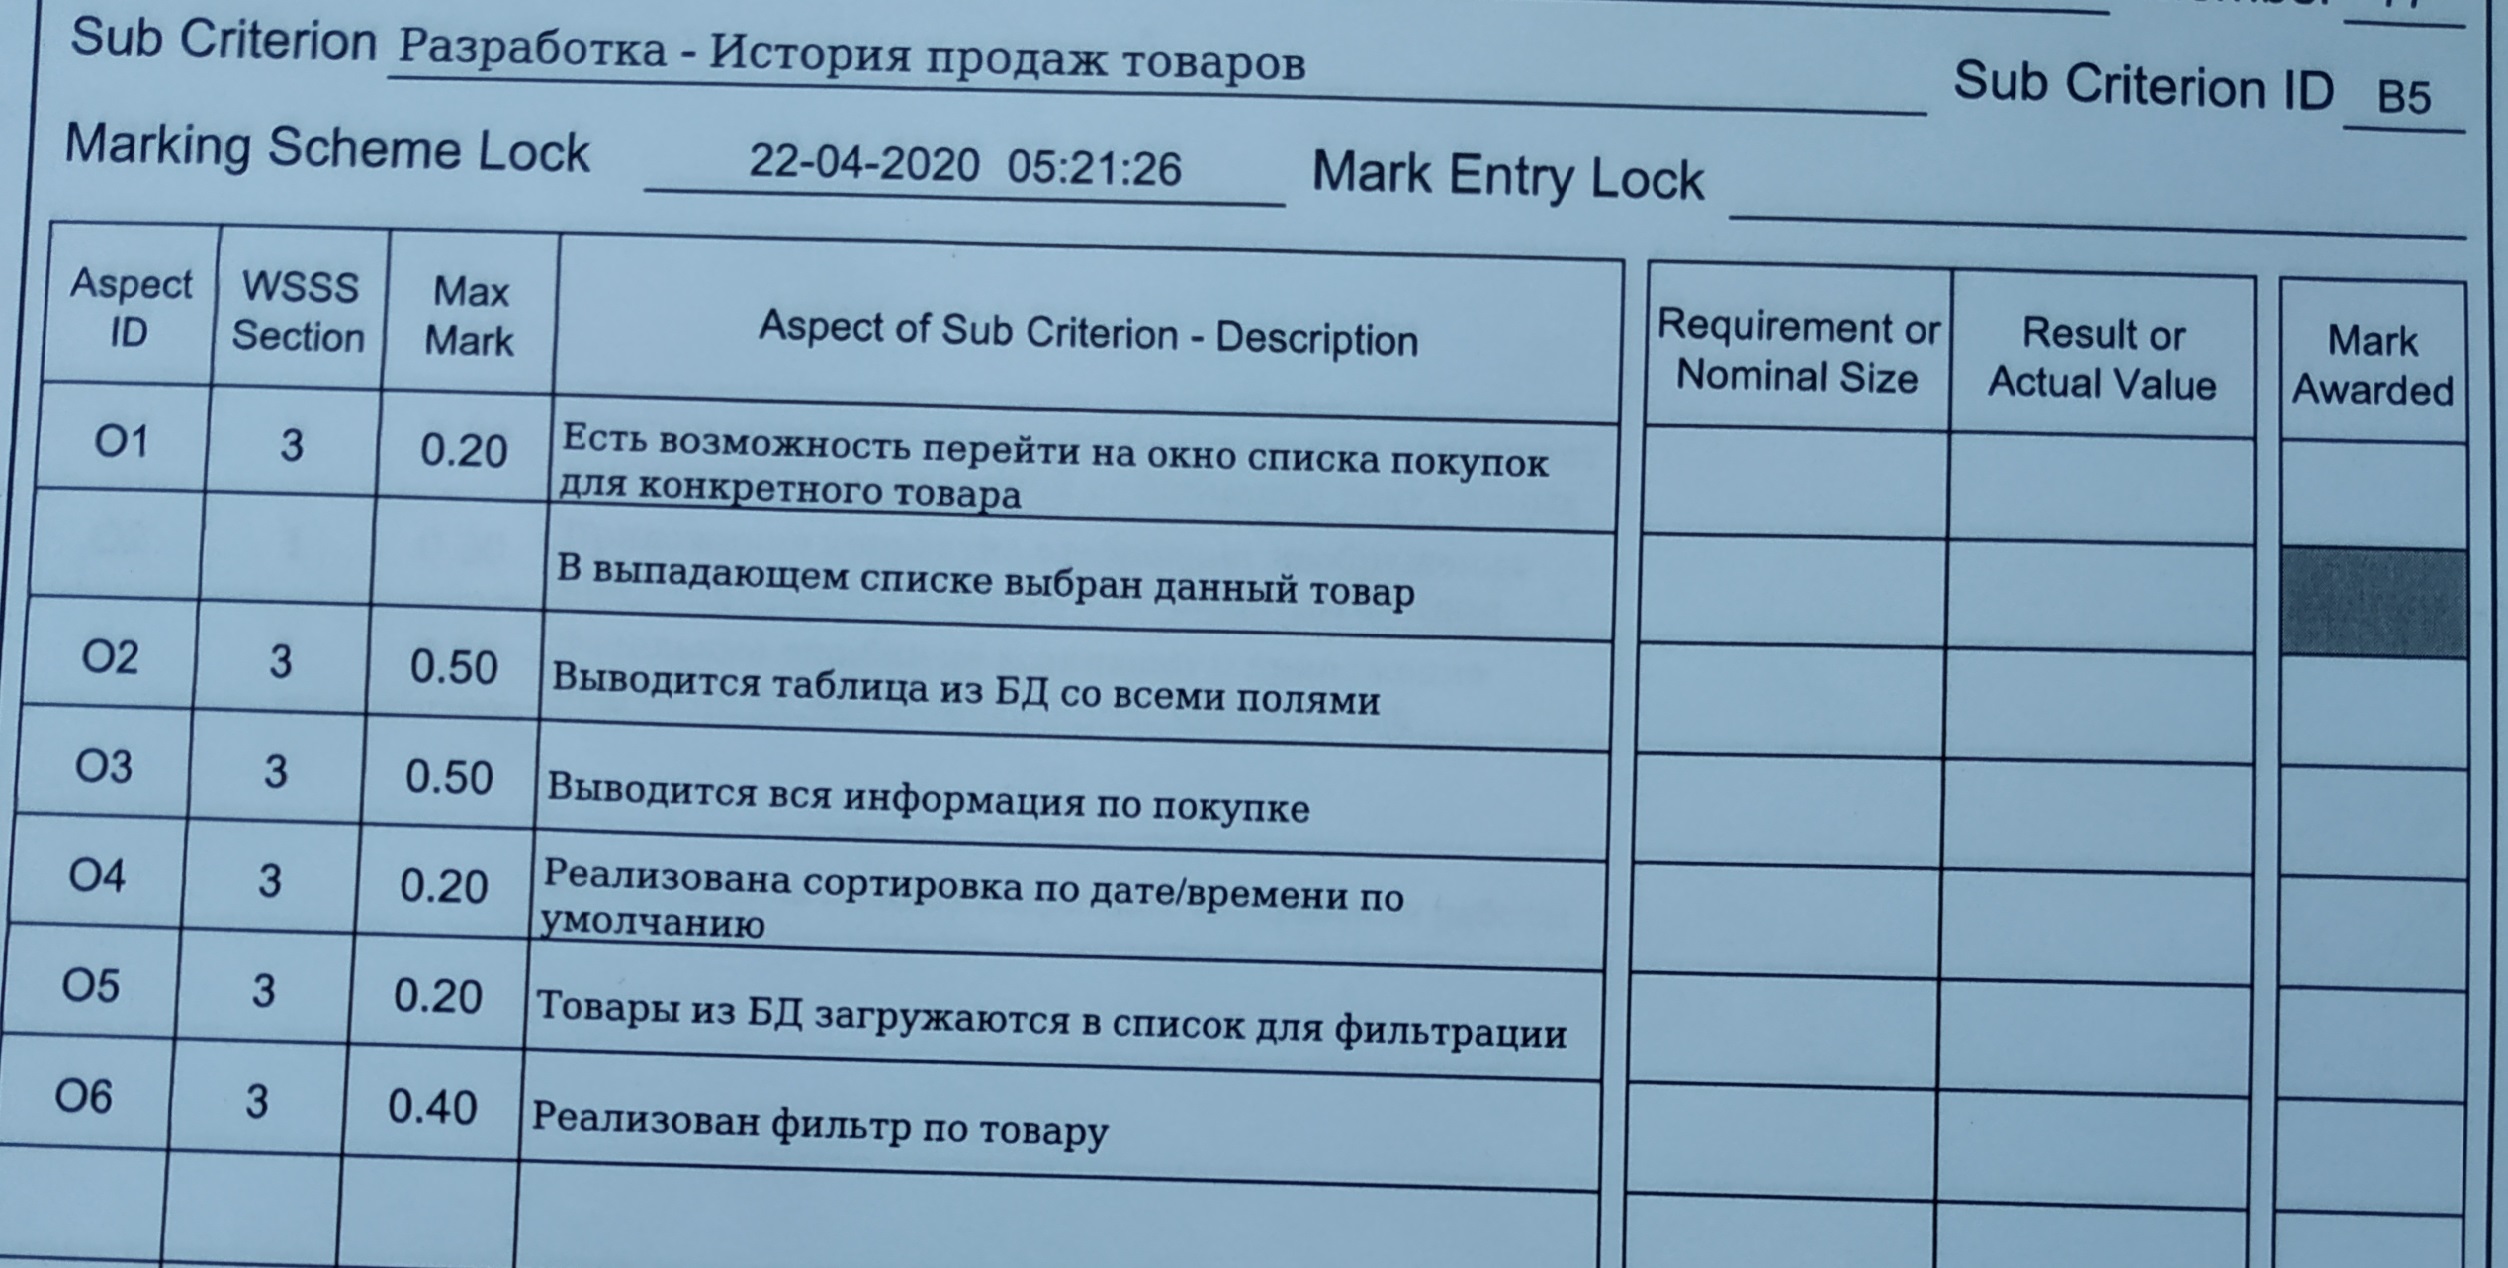 Sub Criterion Разработка - История продаж товаров Sub Criterion ID B5
Marking Scheme Lock 22-04-2020 05:21:26 Mark Entry Lock
Aspect ID WSSS Section Max Mark Aspect of Sub Criterion - Description Requirement or Nominal Size Result or Actual Value Mark Awarded
O1 3 0.20 Есть возможность перейти на окно списка покупок
для конкретного товара
В выпадающем списке выбран данный товар
O2 3 0.50 Выводится таблица из БД со всеми полями
O3 3 0.50 Выводится вся информация по покупке
O4 3 0.20 Реализована сортировка по дате/времени по
умолчанию
O5 3 0.20 Товары из БД загружаются в список для фильтрации
O6 3 0.40 Реализован фильтр по товару